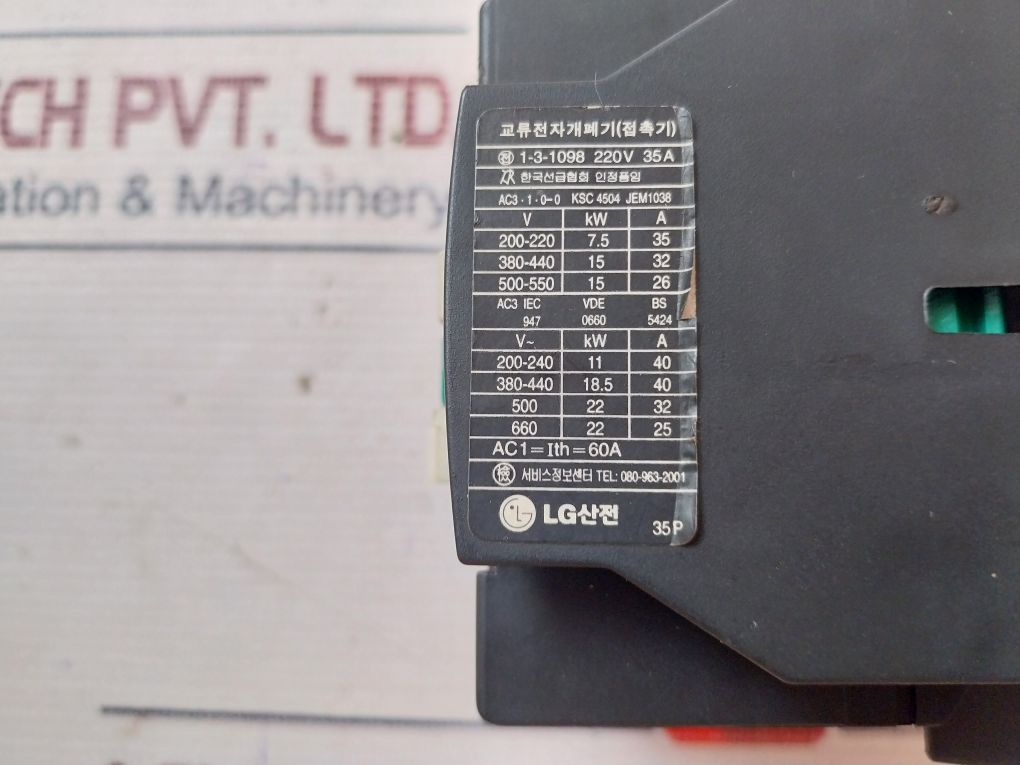 CH PVT. LTD
ation & Machinery
교류전자개폐기(접촉기)
전 1-3-1098 220V 35A
한국선급협회 인정품임
AC3·1·0-0 KSC 4504 JEM1038
V kW A
200-220 7.5 35
380-440 15 32
500-550 15 26
AC3 IEC VDE BS
947 0660 5424
V~ kW A
200-240 11 40
380-440 18.5 40
500 22 32
660 22 25
AC1=Ith=60A
檢 서비스정보센터 TEL: 080-963-2001
LG산전
35P